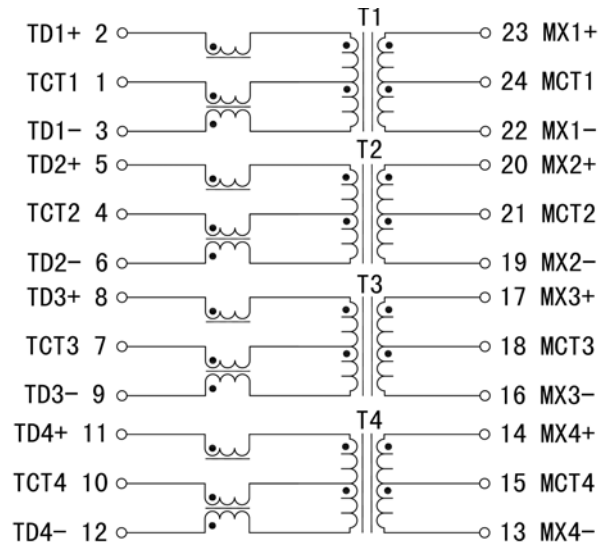 T1
TD1+ 2 23 MX1+
TCT1 1 24 MCT1
TD1- 3 22 MX1-
T2
TD2+ 5 20 MX2+
TCT2 4 21 MCT2
TD2- 6 19 MX2-
T3
TD3+ 8 17 MX3+
TCT3 7 18 MCT3
TD3- 9 16 MX3-
T4
TD4+ 11 14 MX4+
TCT4 10 15 MCT4
TD4- 12 13 MX4-